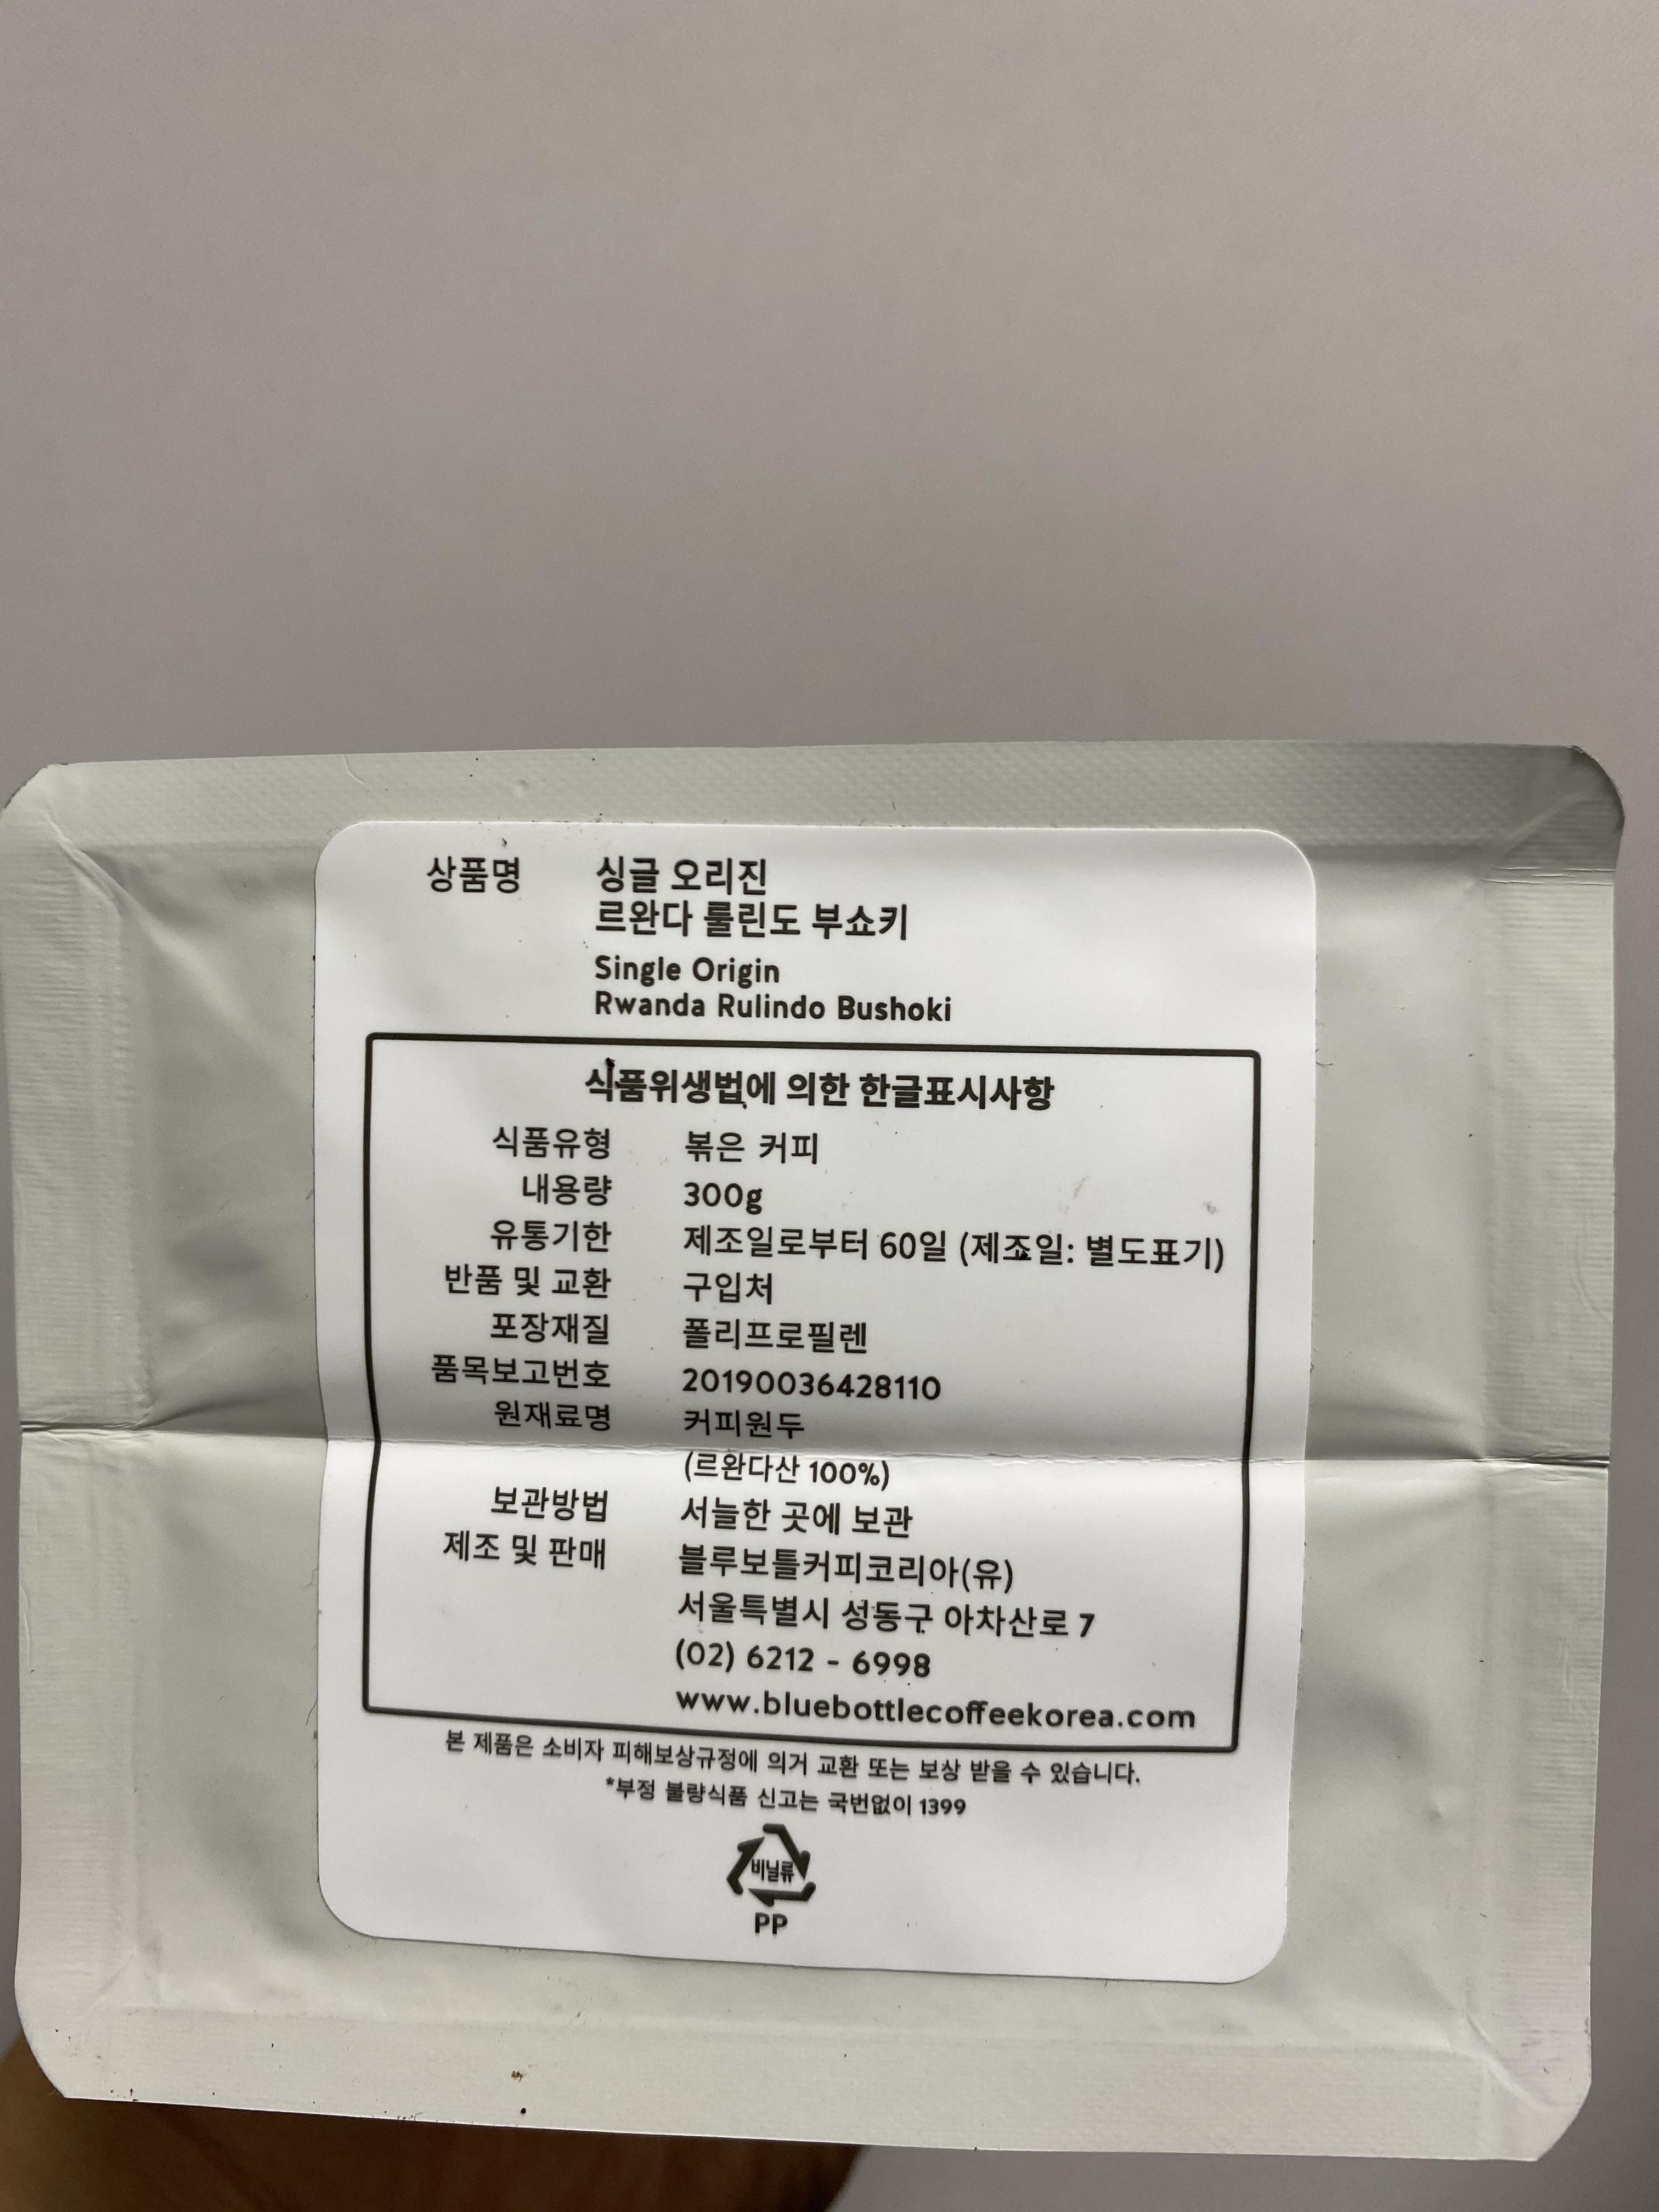 상품명 싱글 오리진
르완다 룰린도 부쇼키
Single Origin
Rwanda Rulindo Bushoki
식품위생법에 의한 한글표시사항
식품유형 볶은 커피
내용량 300g
유통기한 제조일로부터 60일 (제조일: 별도표기)
반품 및 교환 구입처
포장재질 폴리프로필렌
품목보고번호 20190036428110
원재료명 커피원두
(르완다산 100%)
보관방법 서늘한 곳에 보관
제조 및 판매 블루보틀커피코리아(유)
서울특별시 성동구 아차산로 7
(02) 6212 - 6998
www.bluebottlecoffeekorea.com
본 제품은 소비자 피해보상규정에 의거 교환 또는 보상 받을 수 있습니다.
*부정 불량식품 신고는 국번없이 1399
비닐류
PP